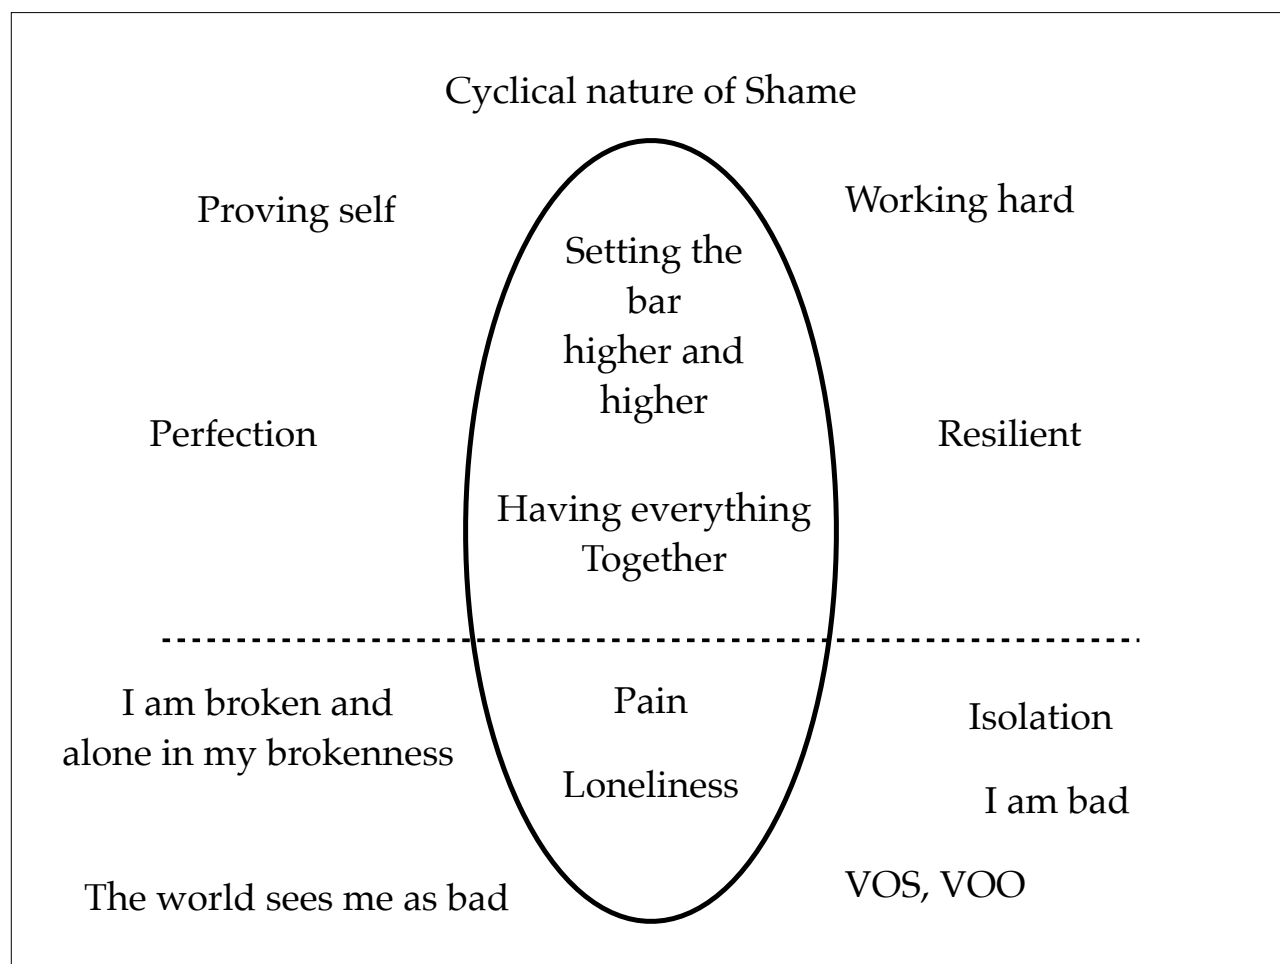 Cyclical nature of Shame
Proving self
Working hard
Setting the
bar
higher and
higher
Perfection
Resilient
Having everything
Together
I am broken and
alone in my brokenness
Pain
Isolation
Loneliness
I am bad
The world sees me as bad
VOS, VOO